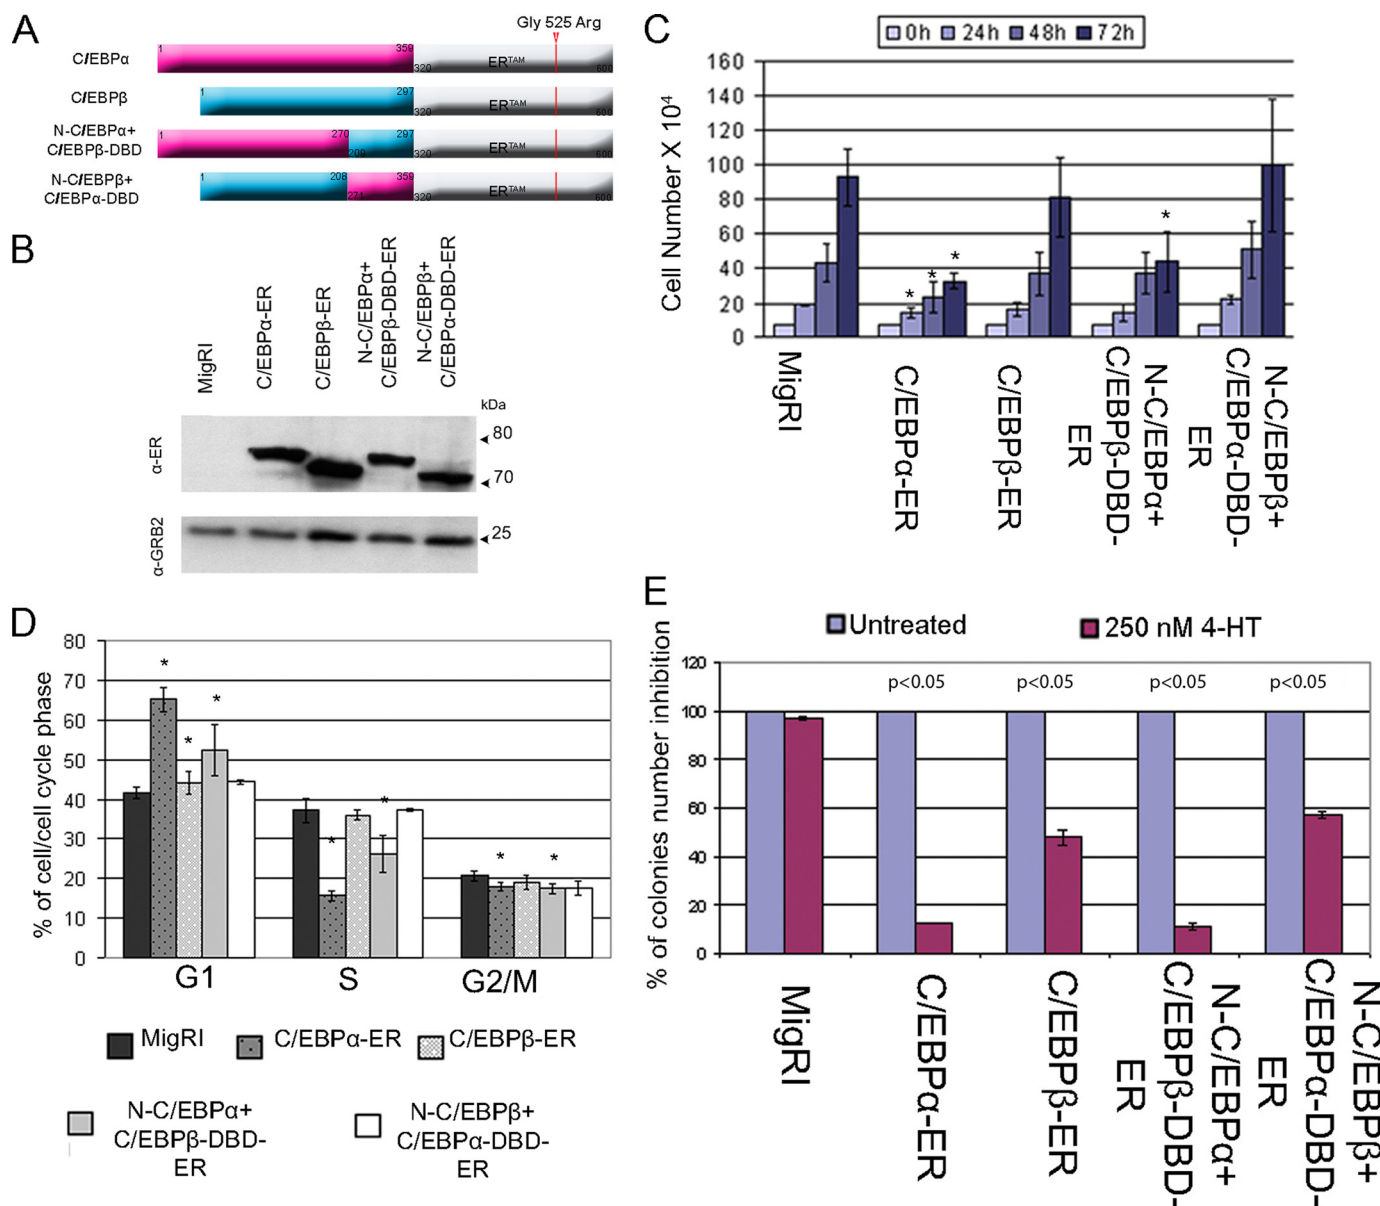 A
Gly 525 Arg
C/EBPα
1
359
320
ER^TAM
600
C/EBPβ
1
297
320
ER^TAM
600
N-C/EBPα+
C/EBPβ-DBD
1
270
209
297
320
ER^TAM
600
N-C/EBPβ+
C/EBPα-DBD
1
208
271
359
320
ER^TAM
600
B
MigRI
C/EBPα-ER
C/EBPβ-ER
N-C/EBPα+
C/EBPβ-DBD-ER
N-C/EBPβ+
C/EBPα-DBD-ER
kDa
α-ER
80
70
α-GRB2
25
C
0h 24h 48h 72h
Cell Number X 10⁴
160
140
120
100
80
60
40
20
0
* * *
*
MigRI
C/EBPα-ER
C/EBPβ-ER
N-C/EBPα+
C/EBPβ-DBD-
ER
N-C/EBPβ+
C/EBPα-DBD-
ER
D
% of cell/cell cycle phase
80
70
60
50
40
30
20
10
0
* * *
* *
* *
G1 S G2/M
MigRI C/EBPα-ER C/EBPβ-ER
N-C/EBPα+
C/EBPβ-DBD-
ER
N-C/EBPβ+
C/EBPα-DBD-
ER
E
Untreated 250 nM 4-HT
% of colonies number inhibition
120
100
80
60
40
20
0
p<0.05 p<0.05 p<0.05 p<0.05
MigRI
C/EBPα-ER
C/EBPβ-ER
N-C/EBPα+
C/EBPβ-DBD-
ER
N-C/EBPβ+
C/EBPα-DBD-
ER